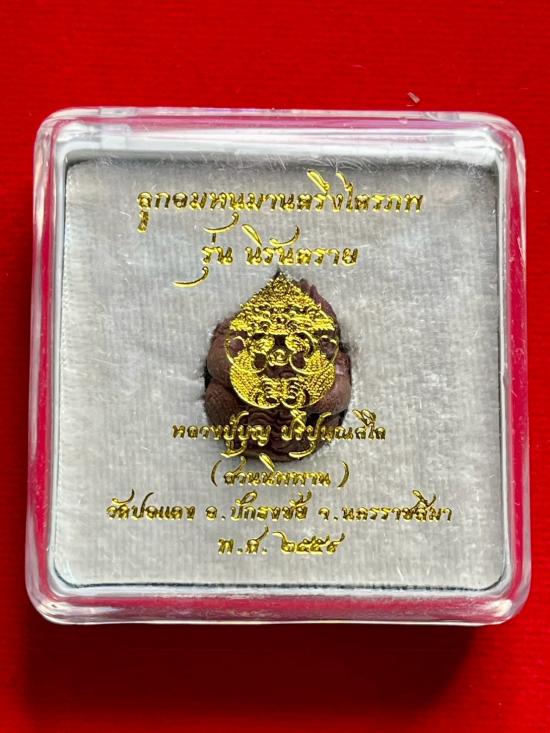 ลูกอมหนุมานตรึงไตรภพ
รุ่น นิรันตราย
หลวงปู่บุญ ปริปุนฺณสีโล
(สวนนิพพาน)
วัดปอแดง อ.ปักธงชัย จ.นครราชสีมา
พ.ศ. ๒๕๕๙